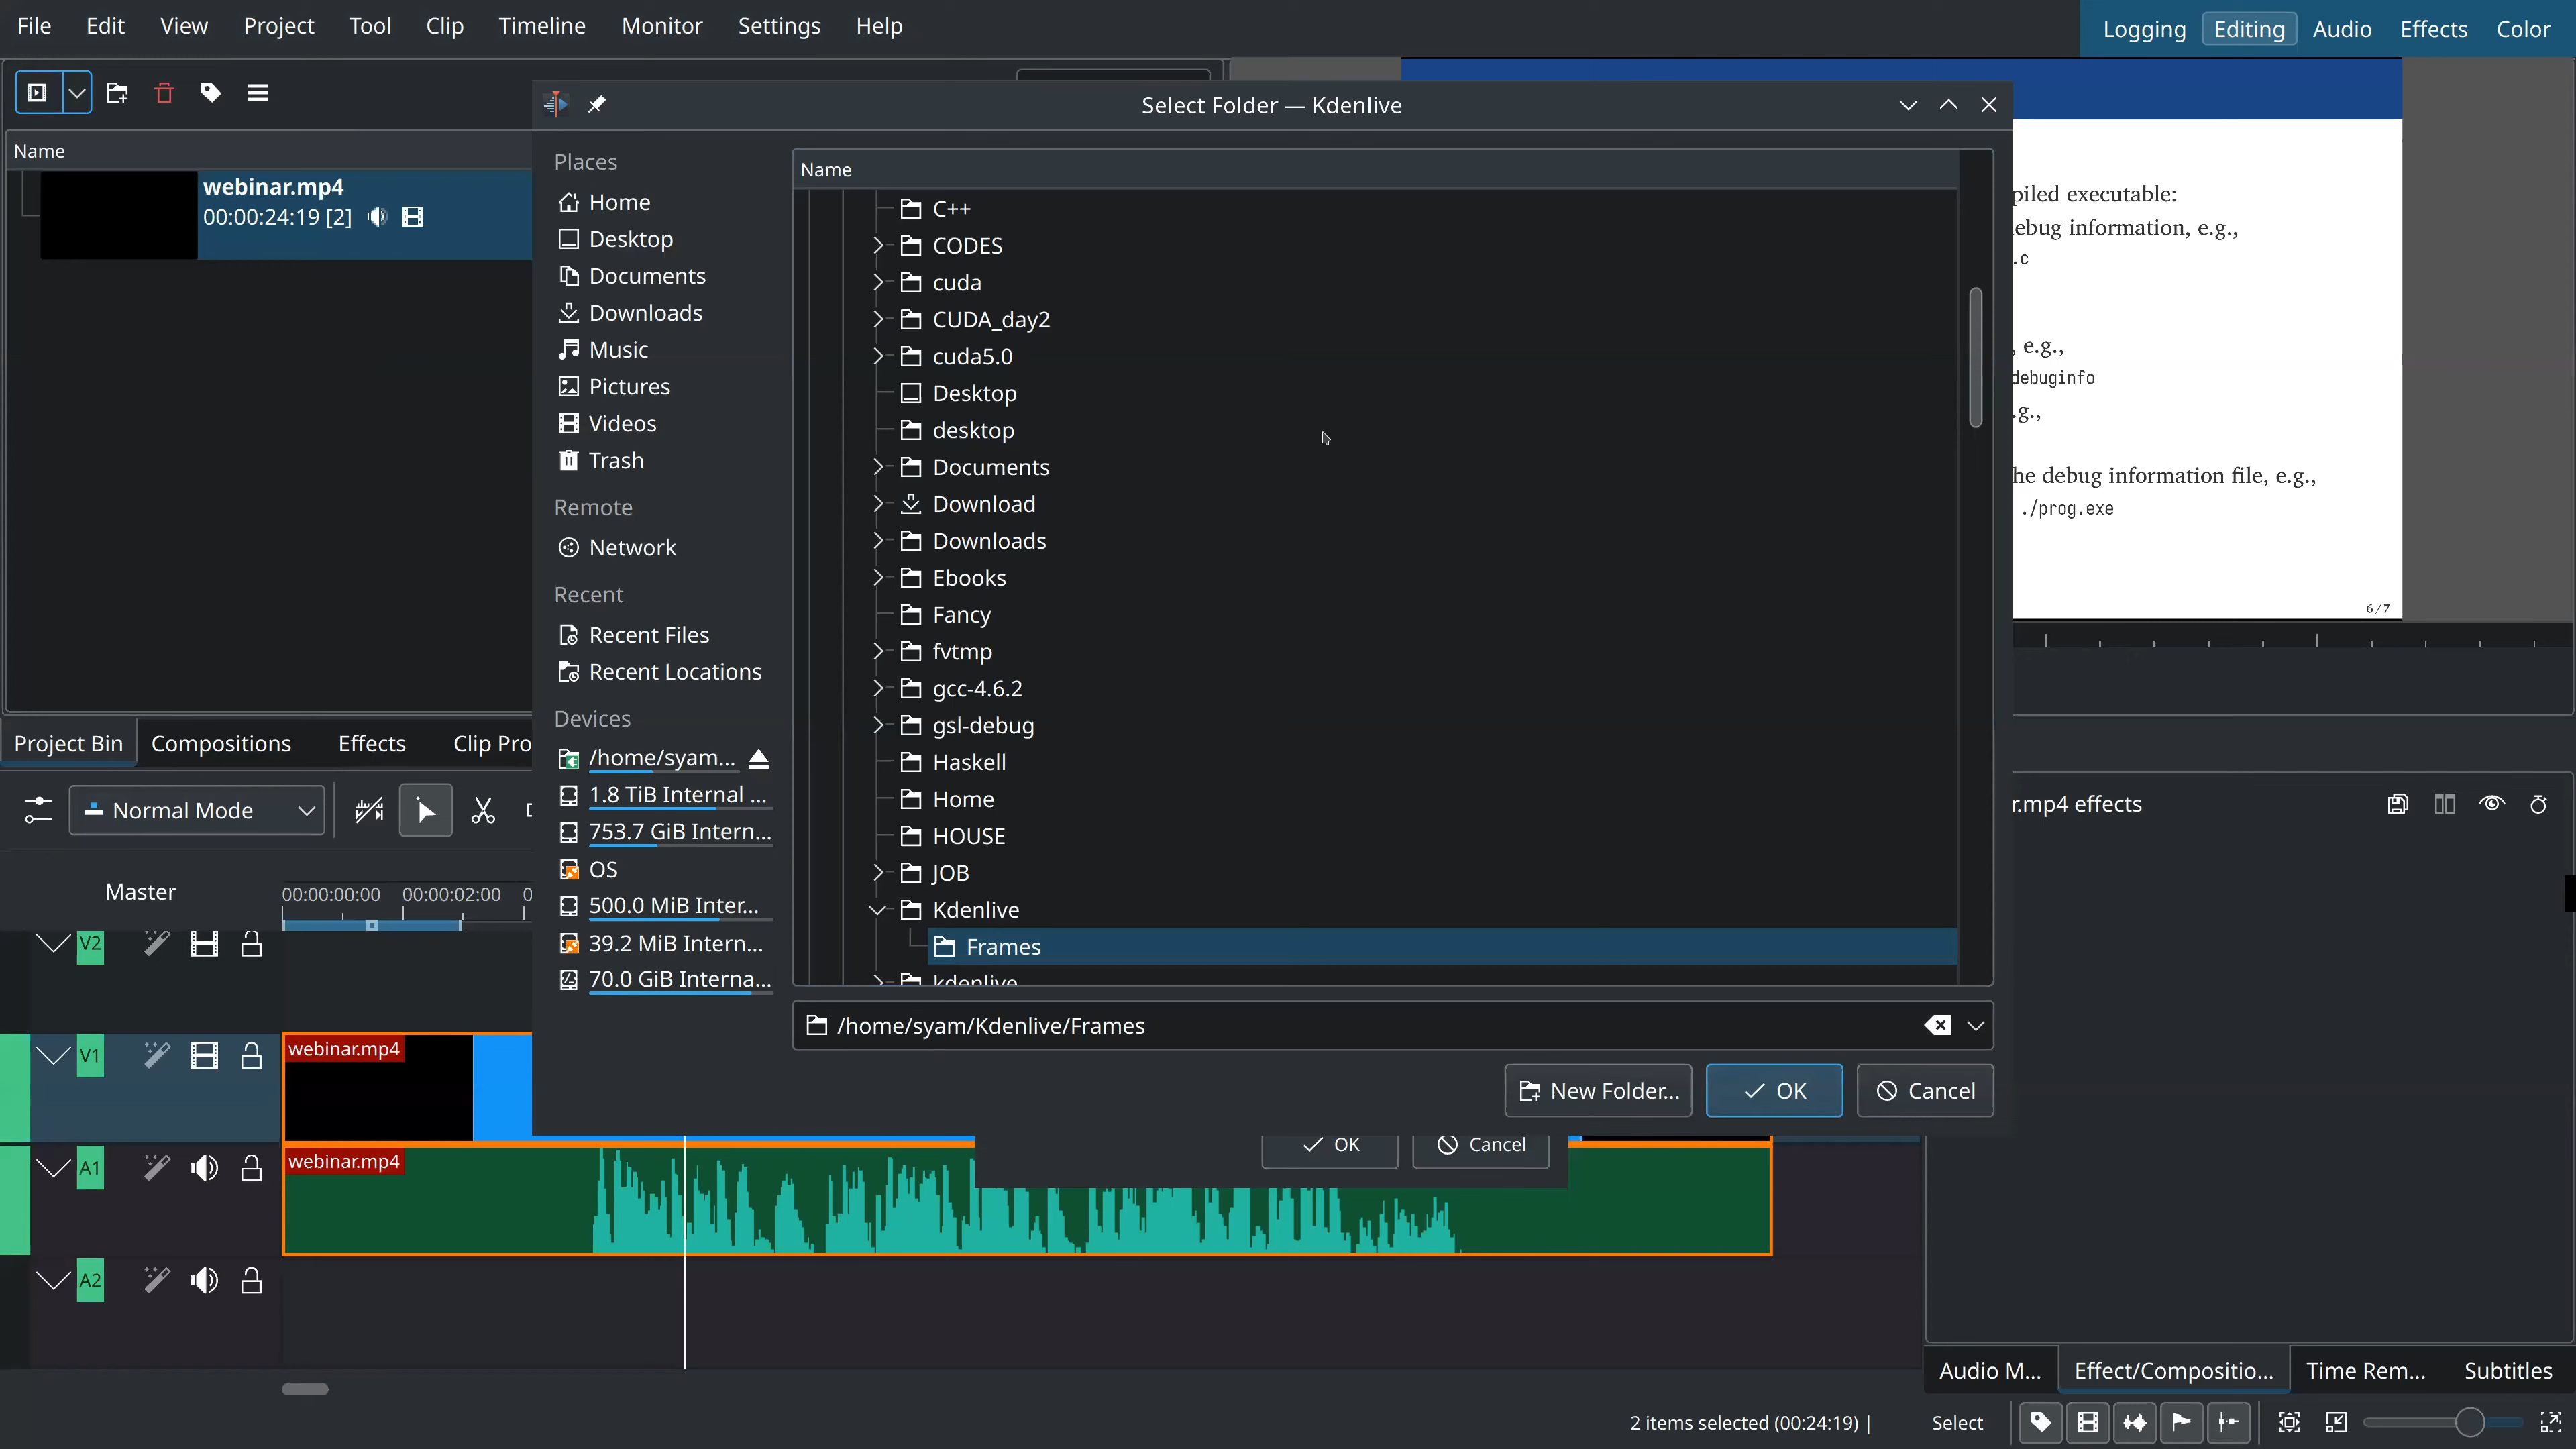 File Edit View Project Tool Clip Timeline Monitor Settings Help
Logging Editing Audio Effects Color
Select Folder — Kdenlive
Name
webinar.mp4
00:00:24:19 [2]
Places
Home
Desktop
Documents
Downloads
Music
Pictures
Videos
Trash
Remote
Network
Recent
Recent Files
Recent Locations
Devices
/home/syam...
1.8 TiB Internal ...
753.7 GiB Intern...
OS
500.0 MiB Inter...
39.2 MiB Intern...
70.0 GiB Interna...
Name
C++
CODES
cuda
CUDA_day2
cuda5.0
Desktop
desktop
Documents
Download
Downloads
Ebooks
Fancy
fvtmp
gcc-4.6.2
gsl-debug
Haskell
Home
HOUSE
JOB
Kdenlive
Frames
kdenlive
/home/syam/Kdenlive/Frames
New Folder... OK Cancel
OK Cancel
piled executable:
ebug information, e.g.,
.c
, e.g.,
debuginfo
.g.,
he debug information file, e.g.,
./prog.exe
6/7
Project Bin Compositions Effects Clip Pro
Normal Mode
r.mp4 effects
Master
00:00:00:00 00:00:02:00 0
V2
V1
webinar.mp4
A1
webinar.mp4
A2
Audio M... Effect/Compositio... Time Rem... Subtitles
2 items selected (00:24:19) | Select